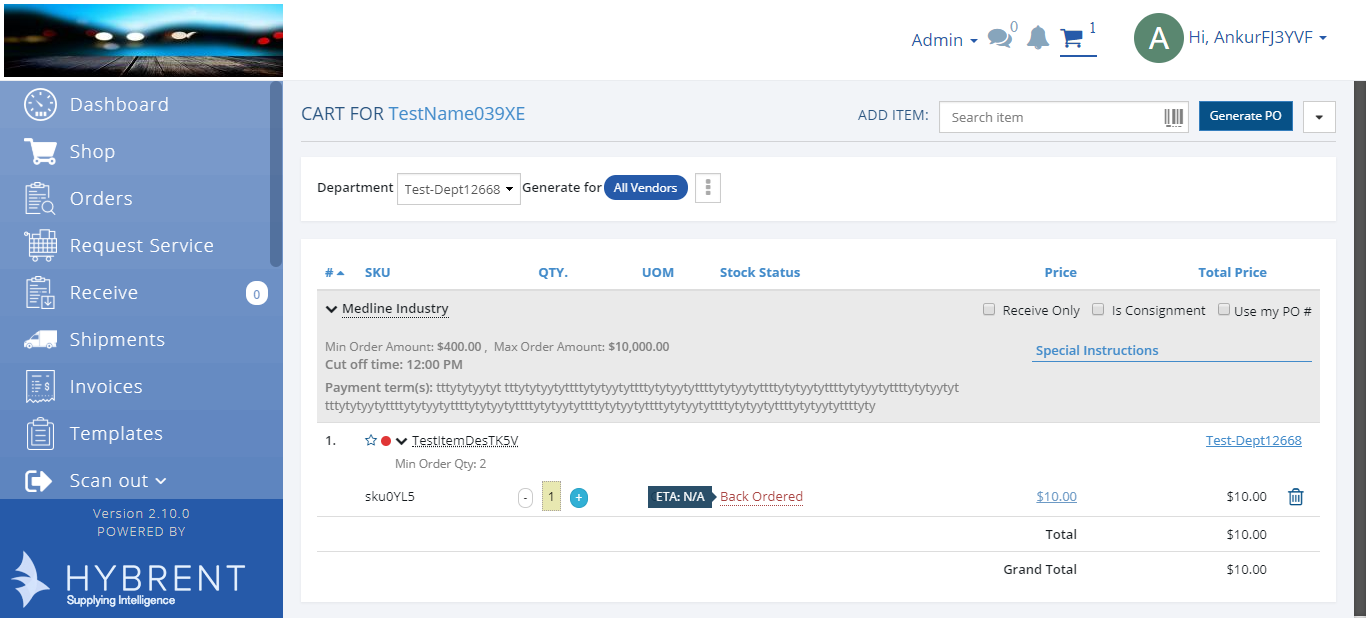 Admin
0
1
A
Hi, AnkurFJ3YVF
Dashboard
Shop
Orders
Request Service
Receive
0
Shipments
Invoices
Templates
Scan out
Version 2.10.0
POWERED BY
HYBRENT
Supplying Intelligence
CART FOR TestName039XE
ADD ITEM:
Search item
Generate PO
Department
Test-Dept12668
Generate for
All Vendors
# SKU QTY. UOM Stock Status Price Total Price
Medline Industry
Receive Only
Is Consignment
Use my PO #
Min Order Amount: $400.00 , Max Order Amount: $10,000.00
Special Instructions
Cut off time: 12:00 PM
Payment term(s): tttytytyytyt tttytytyytyttttytytyytyttttytytyytyttttytytyytyttttytytyytyttttytytyytyttttytytyytyt
tttytytyytyttttytytyytyttttytytyytyttttytytyytyttttytytyytyttttytytyytyttttytytyytyttttytytyytyttttyty
1.
TestItemDesTK5V
Test-Dept12668
Min Order Qty: 2
sku0YL5
- 1 +
ETA: N/A
Back Ordered
$10.00
$10.00
Total $10.00
Grand Total $10.00